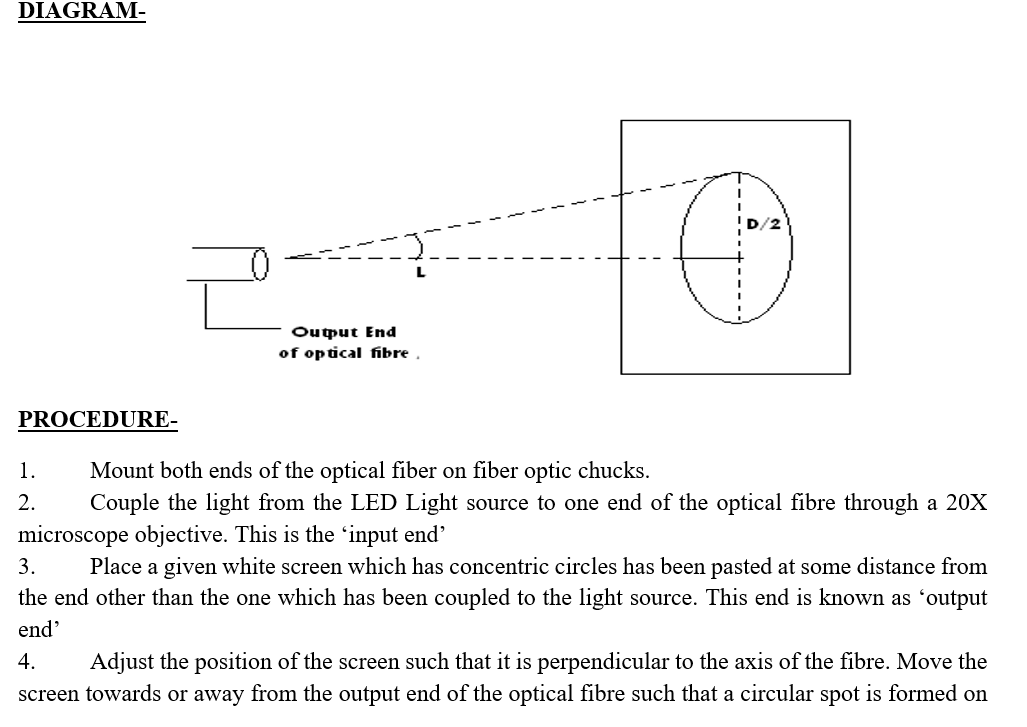 DIAGRAM-
D/2
L
Output End
of optical fibre .
PROCEDURE-
1. Mount both ends of the optical fiber on fiber optic chucks.
2. Couple the light from the LED Light source to one end of the optical fibre through a 20X
microscope objective. This is the ‘input end’
3. Place a given white screen which has concentric circles has been pasted at some distance from
the end other than the one which has been coupled to the light source. This end is known as ‘output
end’
4. Adjust the position of the screen such that it is perpendicular to the axis of the fibre. Move the
screen towards or away from the output end of the optical fibre such that a circular spot is formed on